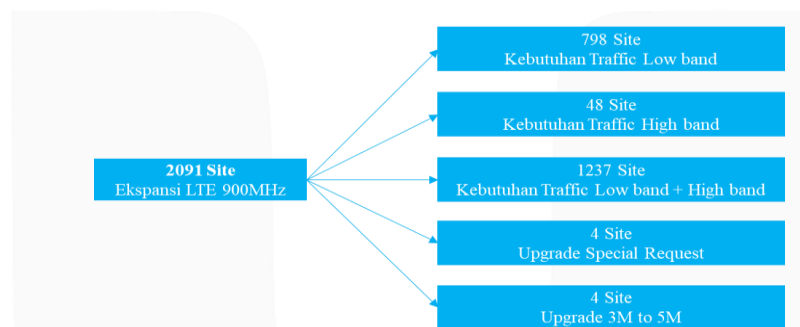 798 Site
Kebutuhan Traffic Low band
48 Site
Kebutuhan Traffic High band
2091 Site
Ekspansi LTE 900MHz
1237 Site
Kebutuhan Traffic Low band + High band
4 Site
Upgrade Special Request
4 Site
Upgrade 3M to 5M